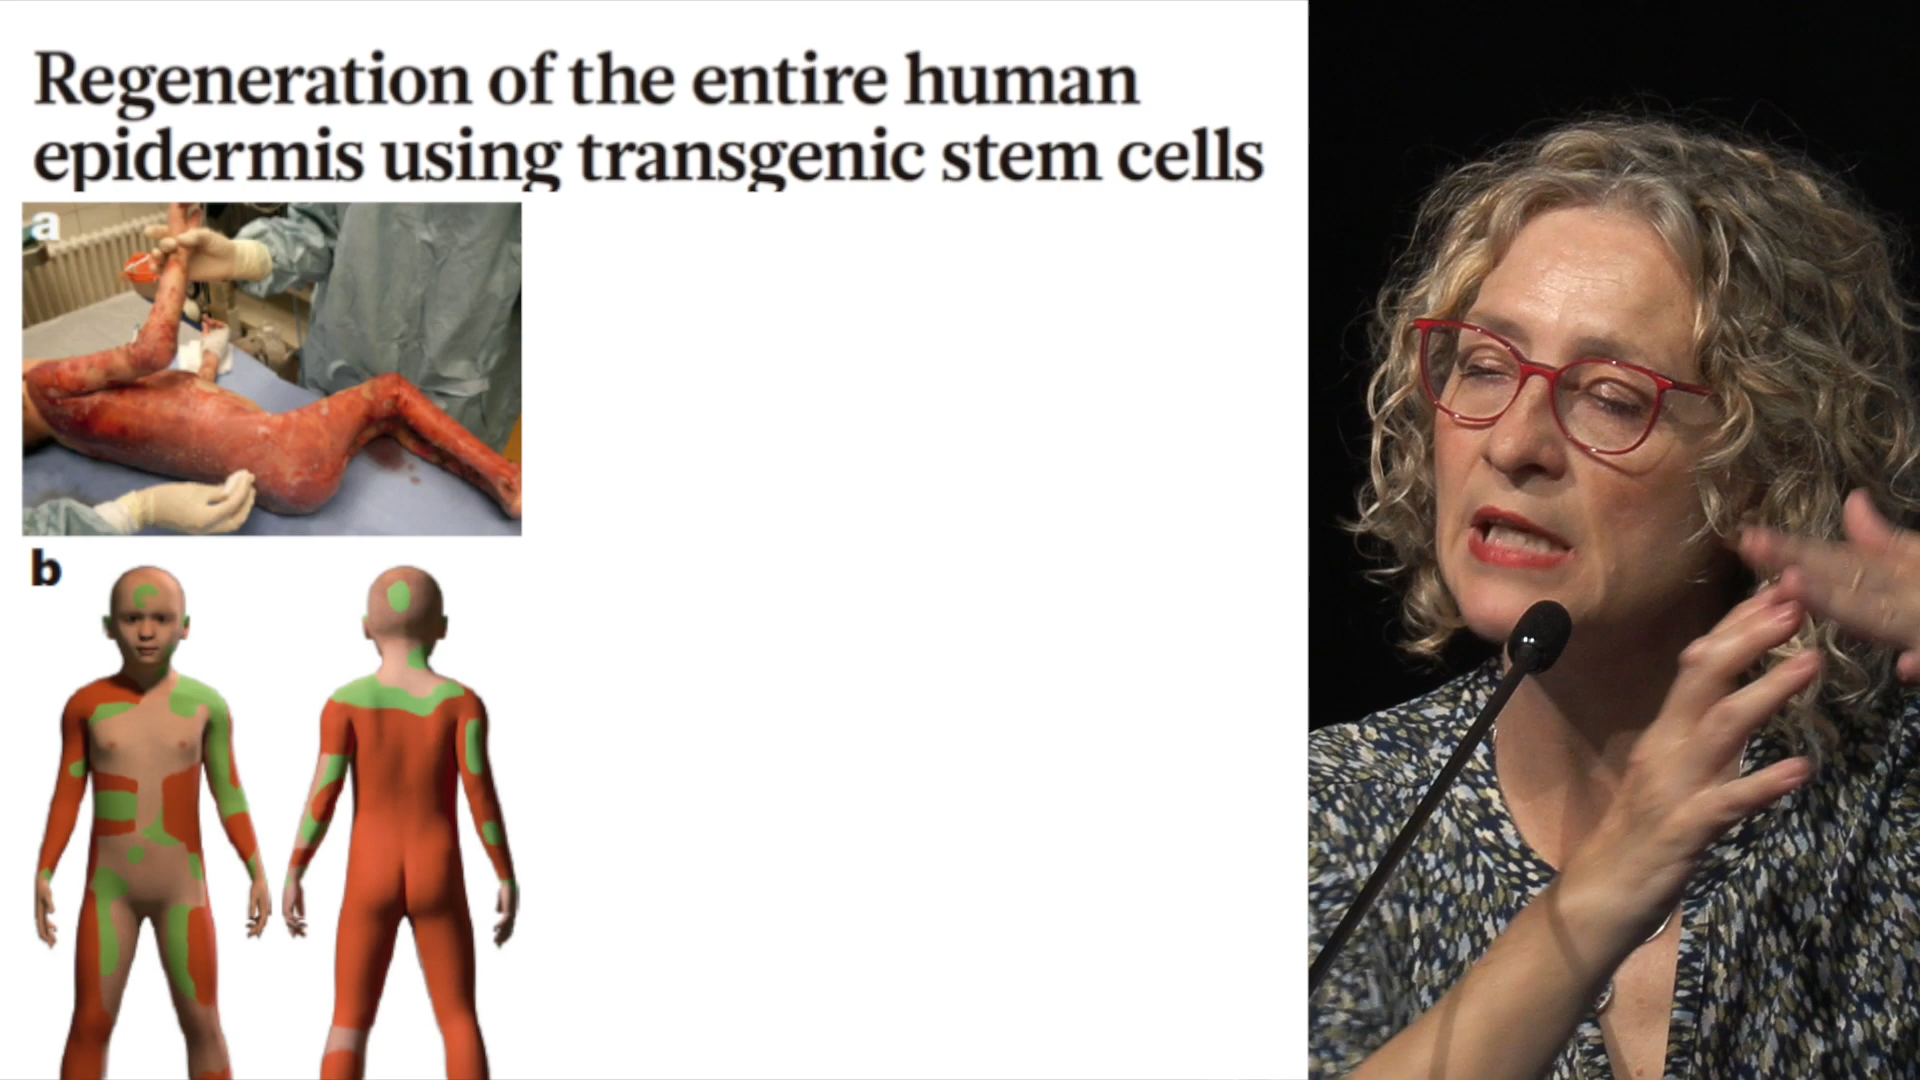 Regeneration of the entire human
epidermis using transgenic stem cells
a
b